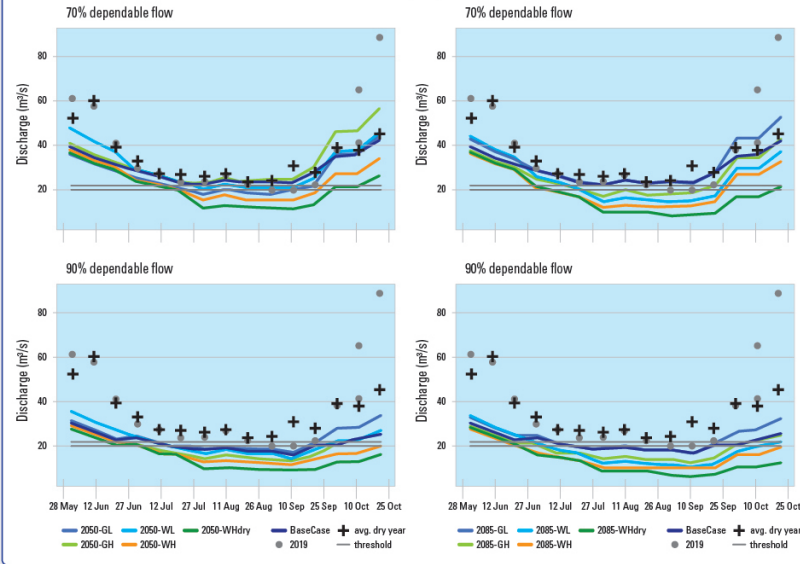 70% dependable flow
70% dependable flow
Discharge (m³/s)
80
60
40
20
Discharge (m³/s)
80
60
40
20
90% dependable flow
90% dependable flow
Discharge (m³/s)
80
60
40
20
Discharge (m³/s)
80
60
40
20
28 May 12 Jun 27 Jun 12 Jul 27 Jul 11 Aug 26 Aug 10 Sep 25 Sep 10 Oct 25 Oct
28 May 12 Jun 27 Jun 12 Jul 27 Jul 11 Aug 26 Aug 10 Sep 25 Sep 10 Oct 25 Oct
2050-GL 2050-WL 2050-WHdry BaseCase avg. dry year
2050-GH 2050-WH 2019 threshold
2085-GL 2085-WL 2085-WHdry BaseCase avg. dry year
2085-GH 2085-WH 2019 threshold